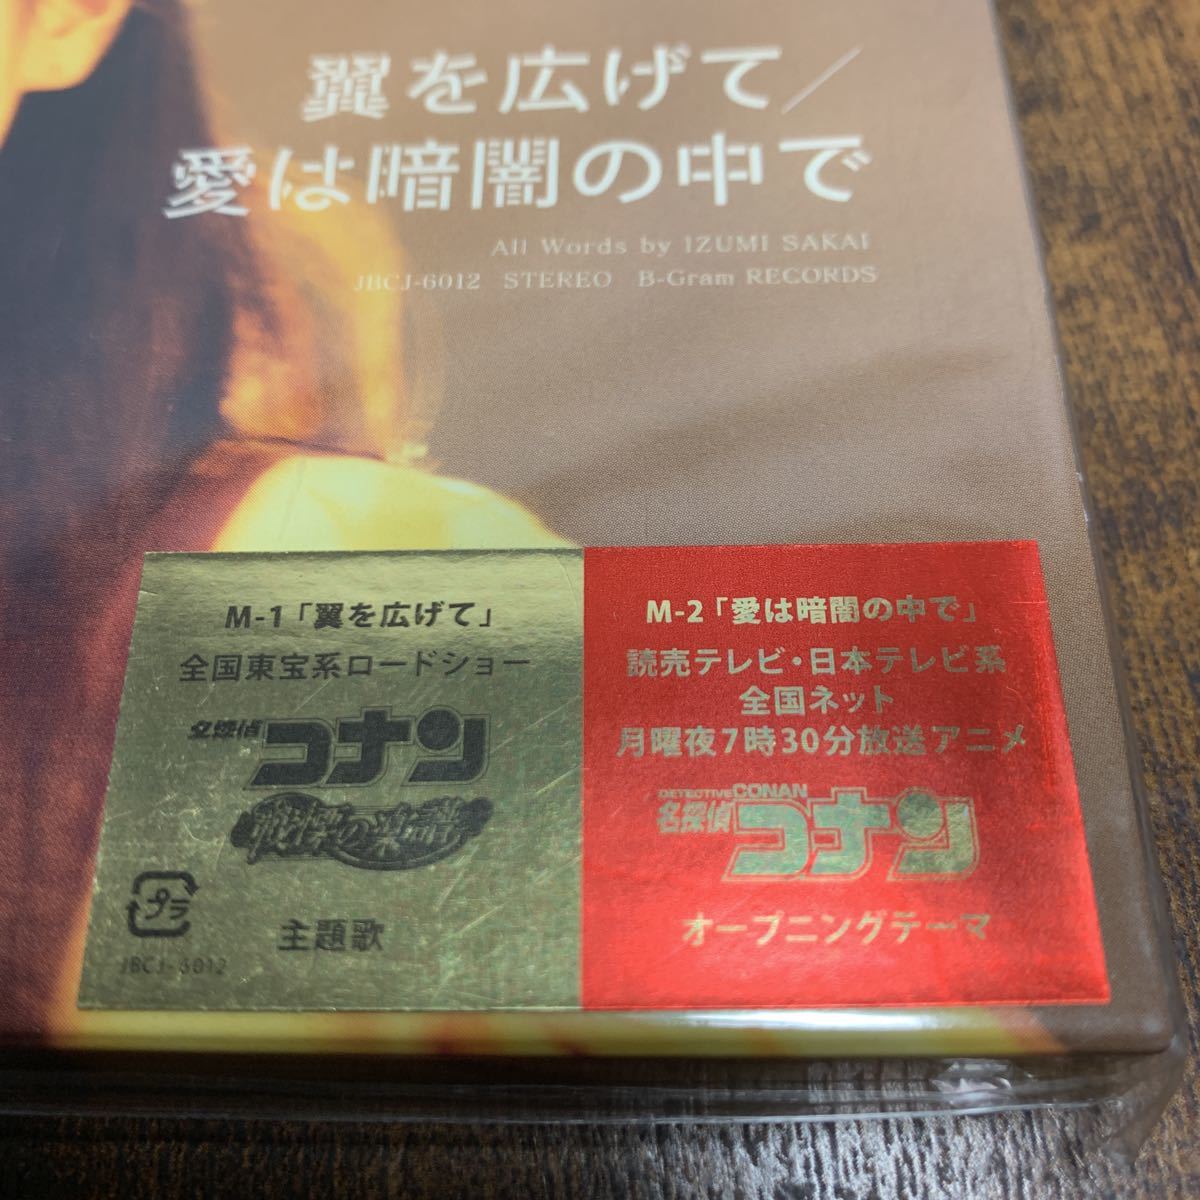 翼を広げて／
愛は暗闇の中で
All Words by IZUMI SAKAI
JBCJ-6012 STEREO B-Gram RECORDS
M-1「翼を広げて」
全国東宝系ロードショー
名探偵
コナン
戦慄の楽譜
主題歌
プラ
JBCJ-6012
M-2「愛は暗闇の中で」
読売テレビ・日本テレビ系
全国ネット
月曜夜7時30分放送アニメ
DETECTIVE CONAN
名探偵
コナン
オープニングテーマ